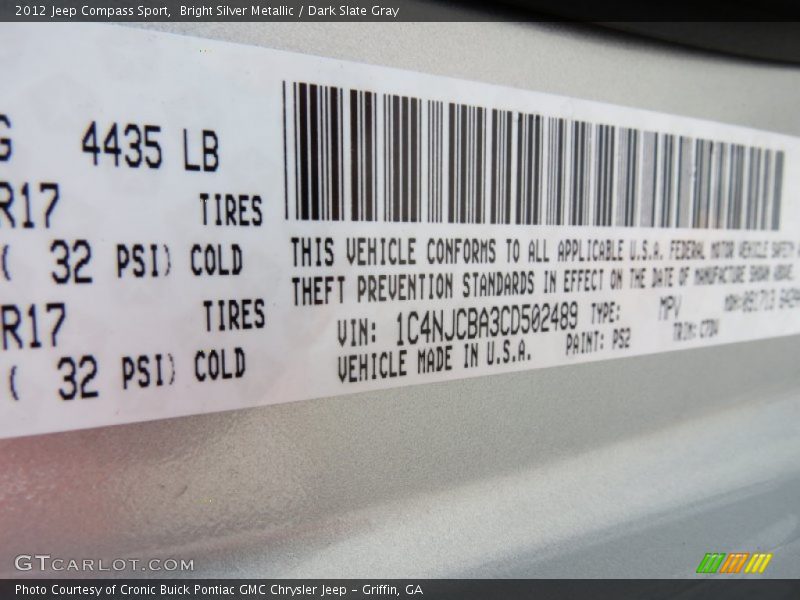 2012 Jeep Compass Sport,  Bright Silver Metallic / Dark Slate Gray
G 4435 LB
R17 TIRES
( 32 PSI) COLD
R17 TIRES
( 32 PSI) COLD
THIS VEHICLE CONFORMS TO ALL APPLICABLE U.S.A. FEDERAL MOTOR VEHICLE SAFETY
THEFT PREVENTION STANDARDS IN EFFECT ON THE DATE OF MANUFACTURE SHOWN ABOVE.
VIN: 1C4NJCBA3CD502489 TYPE: MPV
VEHICLE MADE IN U.S.A. PAINT: PS2 TRIM:
GTCARLOT.COM
Photo Courtesy of Cronic Buick Pontiac GMC Chrysler Jeep – Griffin, GA